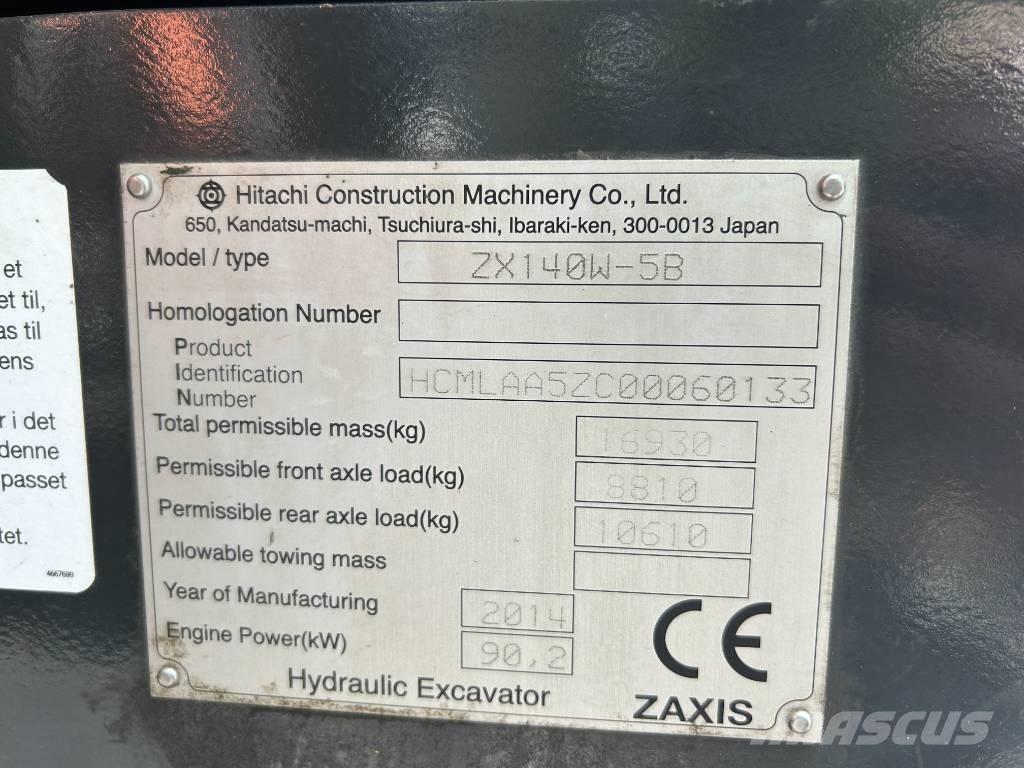 Hitachi Construction Machinery Co., Ltd.
650, Kandatsu-machi, Tsuchiura-shi, Ibaraki-ken, 300-0013 Japan
Model / type ZX140W-5B
Homologation Number
Product
Identification HCMLAA5ZC00060133
Number
Total permissible mass(kg) 16930
Permissible front axle load(kg) 8810
Permissible rear axle load(kg) 10610
Allowable towing mass
Year of Manufacturing 2014
Engine Power(kW) 90,2
CE
Hydraulic Excavator
ZAXIS
et
et til,
as til
ens
r i det
denne
passet
tet.
4667699
MASCUS